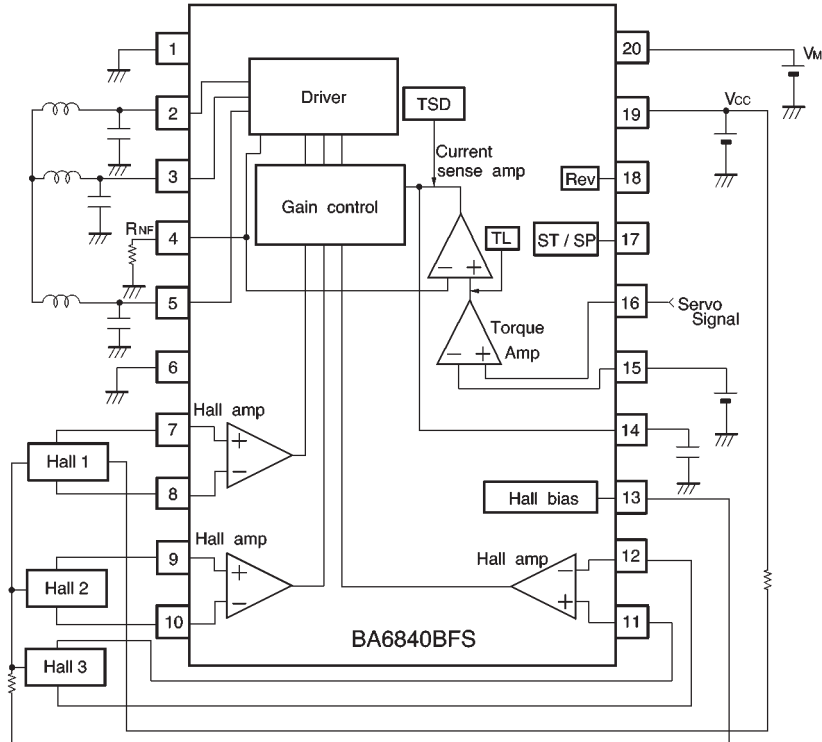 1
2
3
4
5
6
7
8
9
10
20
19
18
17
16
15
14
13
12
11
VM
VCC
Driver
TSD
Current
sense amp
Rev
Gain control
TL
ST / SP
RNF
Servo
Signal
Torque
Amp
Hall amp
Hall 1
Hall bias
Hall amp
Hall amp
Hall 2
Hall 3
BA6840BFS
+
−
+
−
−
+
−
+
−
+